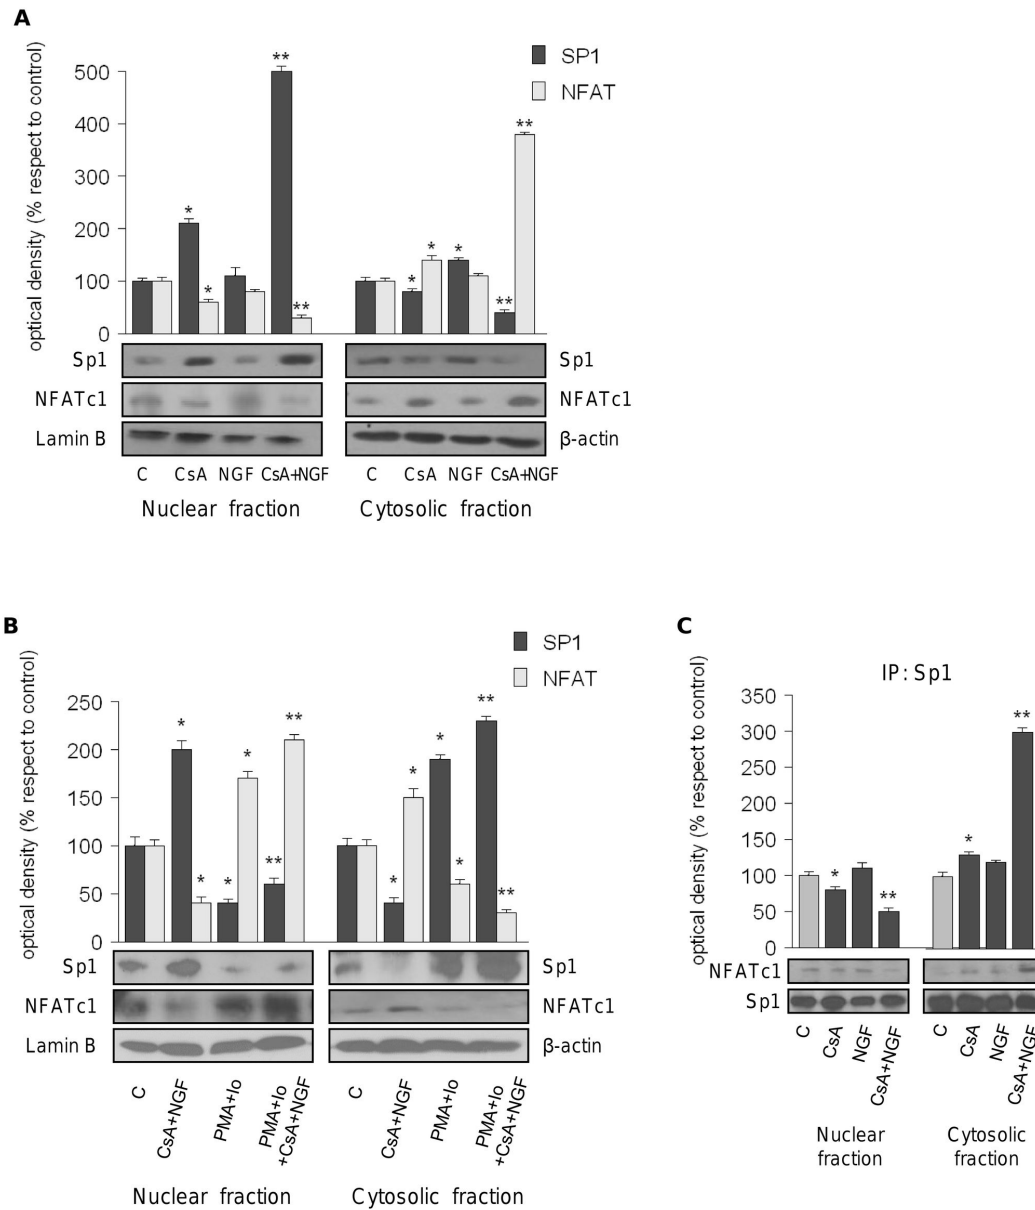 A
optical density (% respect to control)
SP1
NFAT
500
400
300
200
100
0
* * ** ** * * * ** **
Sp1 Sp1
NFATc1 NFATc1
Lamin B β-actin
C CsA NGF CsA+NGF C CsA NGF CsA+NGF
Nuclear fraction Cytosolic fraction
B
optical density (% respect to control)
SP1
NFAT
250
200
150
100
50
0
* * * * ** ** * * * * ** **
Sp1 Sp1
NFATc1 NFATc1
Lamin B β-actin
C CsA+NGF PMA+Io PMA+Io +CsA+NGF C CsA+NGF PMA+Io PMA+Io +CsA+NGF
Nuclear fraction Cytosolic fraction
C
optical density (% respect to control)
IP: Sp1
350
300
250
200
150
100
50
0
* ** * **
NFATc1
Sp1
C CsA NGF CsA+NGF C CsA NGF CsA+NGF
Nuclear Cytosolic
fraction fraction